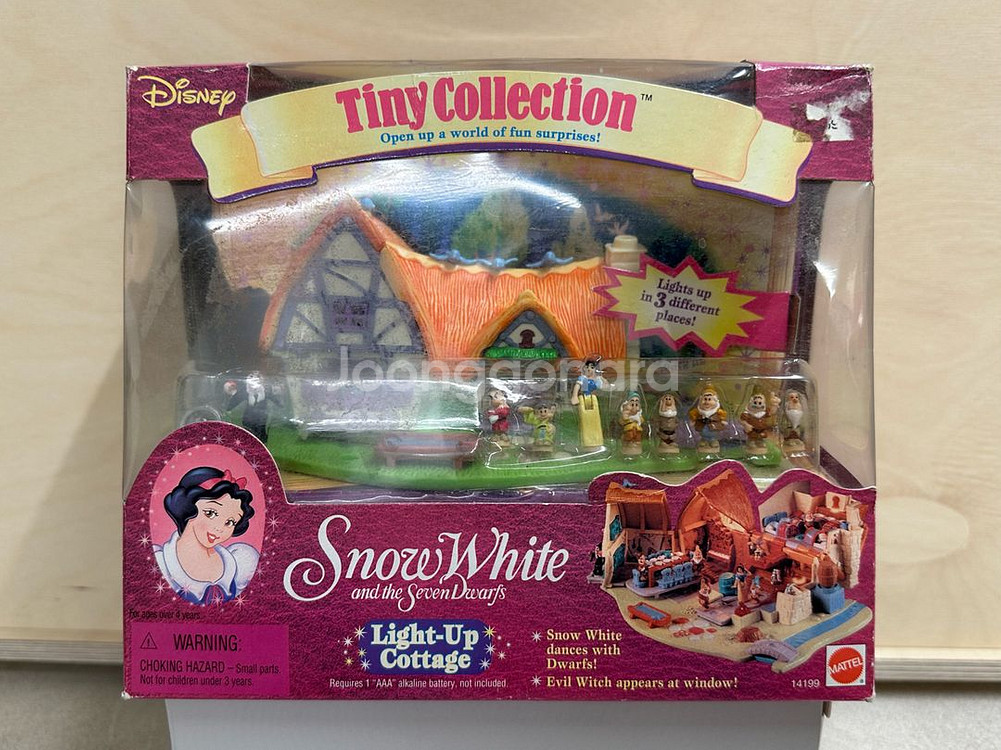 Disney
Tiny Collection™
Open up a world of fun surprises!
Lights up
in 3 different
places!
Joonggonara
Snow White
and the Seven Dwarfs
For ages over 4 years.
⚠ WARNING:
CHOKING HAZARD – Small parts.
Not for children under 3 years.
Light-Up
Cottage
Requires 1 "AAA" alkaline battery, not included.
* Snow White
dances with
Dwarfs!
* Evil Witch appears at window!
MATTEL
14199